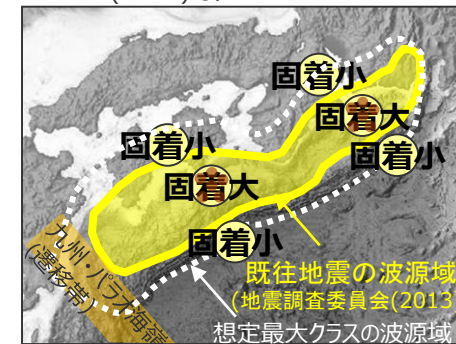 固着小
固着大
固着小
固着小
固着大
固着小
九州・パラオ海嶺
(遷移帯)
既往地震の波源域
(地震調査委員会(2013
想定最大クラスの波源域